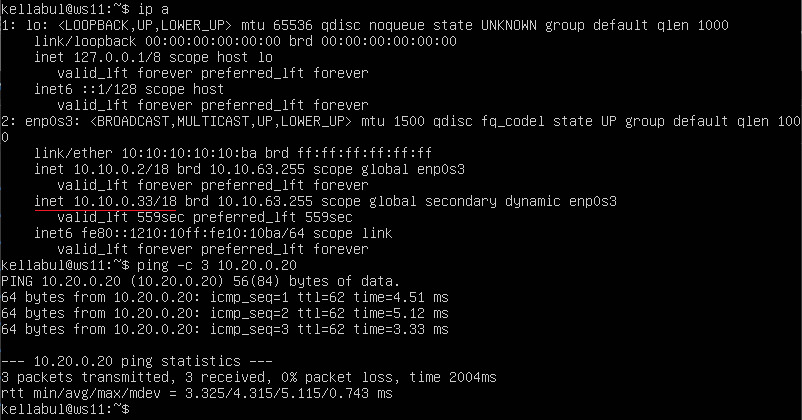 kellabul@ws11:~$ ip a
1: lo: <LOOPBACK,UP,LOWER_UP> mtu 65536 qdisc noqueue state UNKNOWN group default qlen 1000
    link/loopback 00:00:00:00:00:00 brd 00:00:00:00:00:00
    inet 127.0.0.1/8 scope host lo
       valid_lft forever preferred_lft forever
    inet6 ::1/128 scope host
       valid_lft forever preferred_lft forever
2: enp0s3: <BROADCAST,MULTICAST,UP,LOWER_UP> mtu 1500 qdisc fq_codel state UP group default qlen 100
0
    link/ether 10:10:10:10:10:ba brd ff:ff:ff:ff:ff:ff
    inet 10.10.0.2/18 brd 10.10.63.255 scope global enp0s3
       valid_lft forever preferred_lft forever
    inet 10.10.0.33/18 brd 10.10.63.255 scope global secondary dynamic enp0s3
       valid_lft 559sec preferred_lft 559sec
    inet6 fe80::1210:10ff:fe10:10ba/64 scope link
       valid_lft forever preferred_lft forever
kellabul@ws11:~$ ping -c 3 10.20.0.20
PING 10.20.0.20 (10.20.0.20) 56(84) bytes of data.
64 bytes from 10.20.0.20: icmp_seq=1 ttl=62 time=4.51 ms
64 bytes from 10.20.0.20: icmp_seq=2 ttl=62 time=5.12 ms
64 bytes from 10.20.0.20: icmp_seq=3 ttl=62 time=3.33 ms

--- 10.20.0.20 ping statistics ---
3 packets transmitted, 3 received, 0% packet loss, time 2004ms
rtt min/avg/max/mdev = 3.325/4.315/5.115/0.743 ms
kellabul@ws11:~$